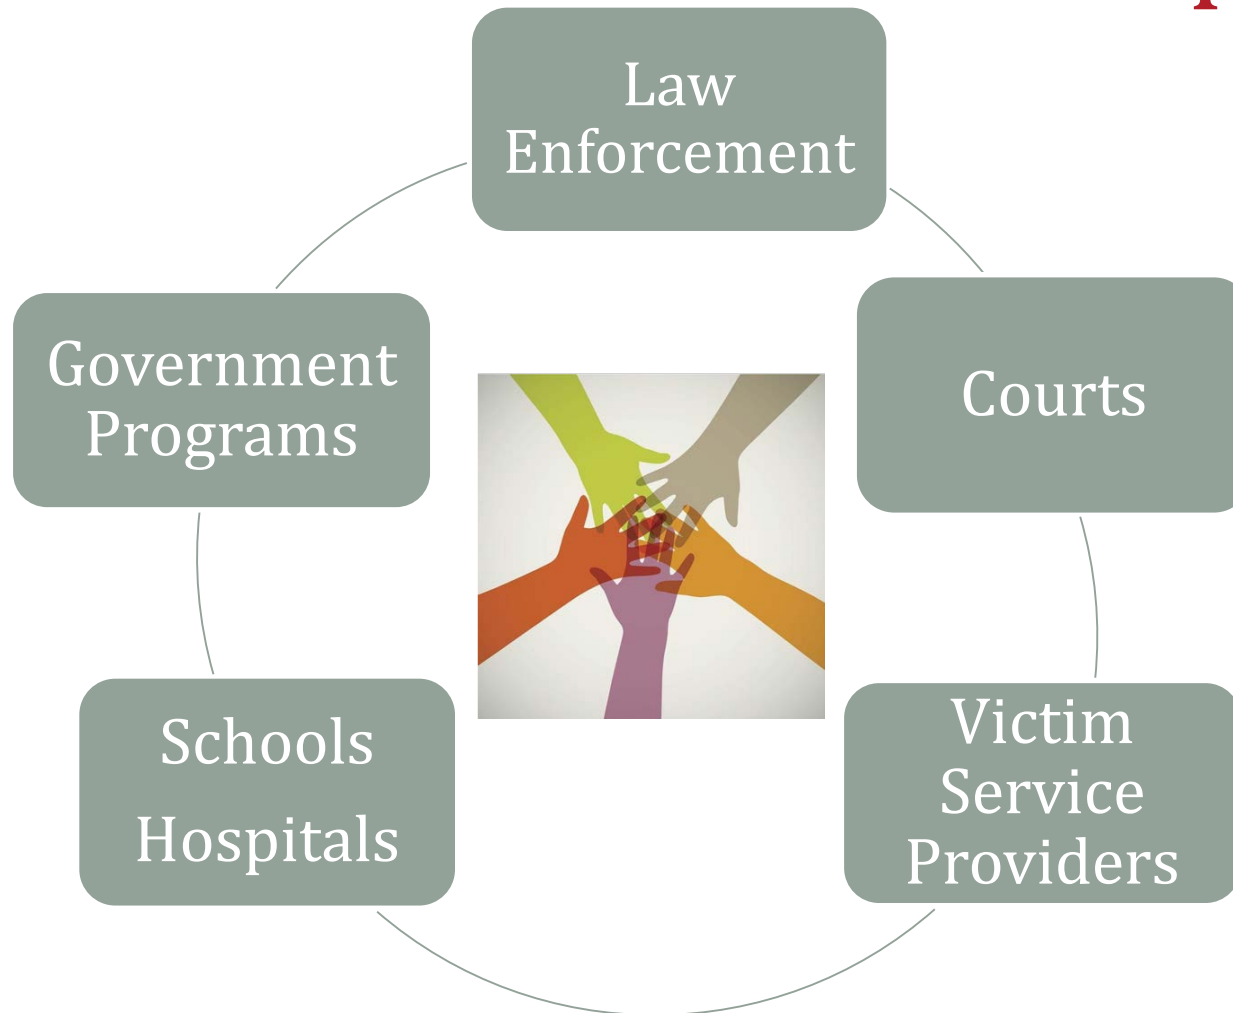 Law
Enforcement
Courts
Victim
Service
Providers
Schools
Hospitals
Government
Programs